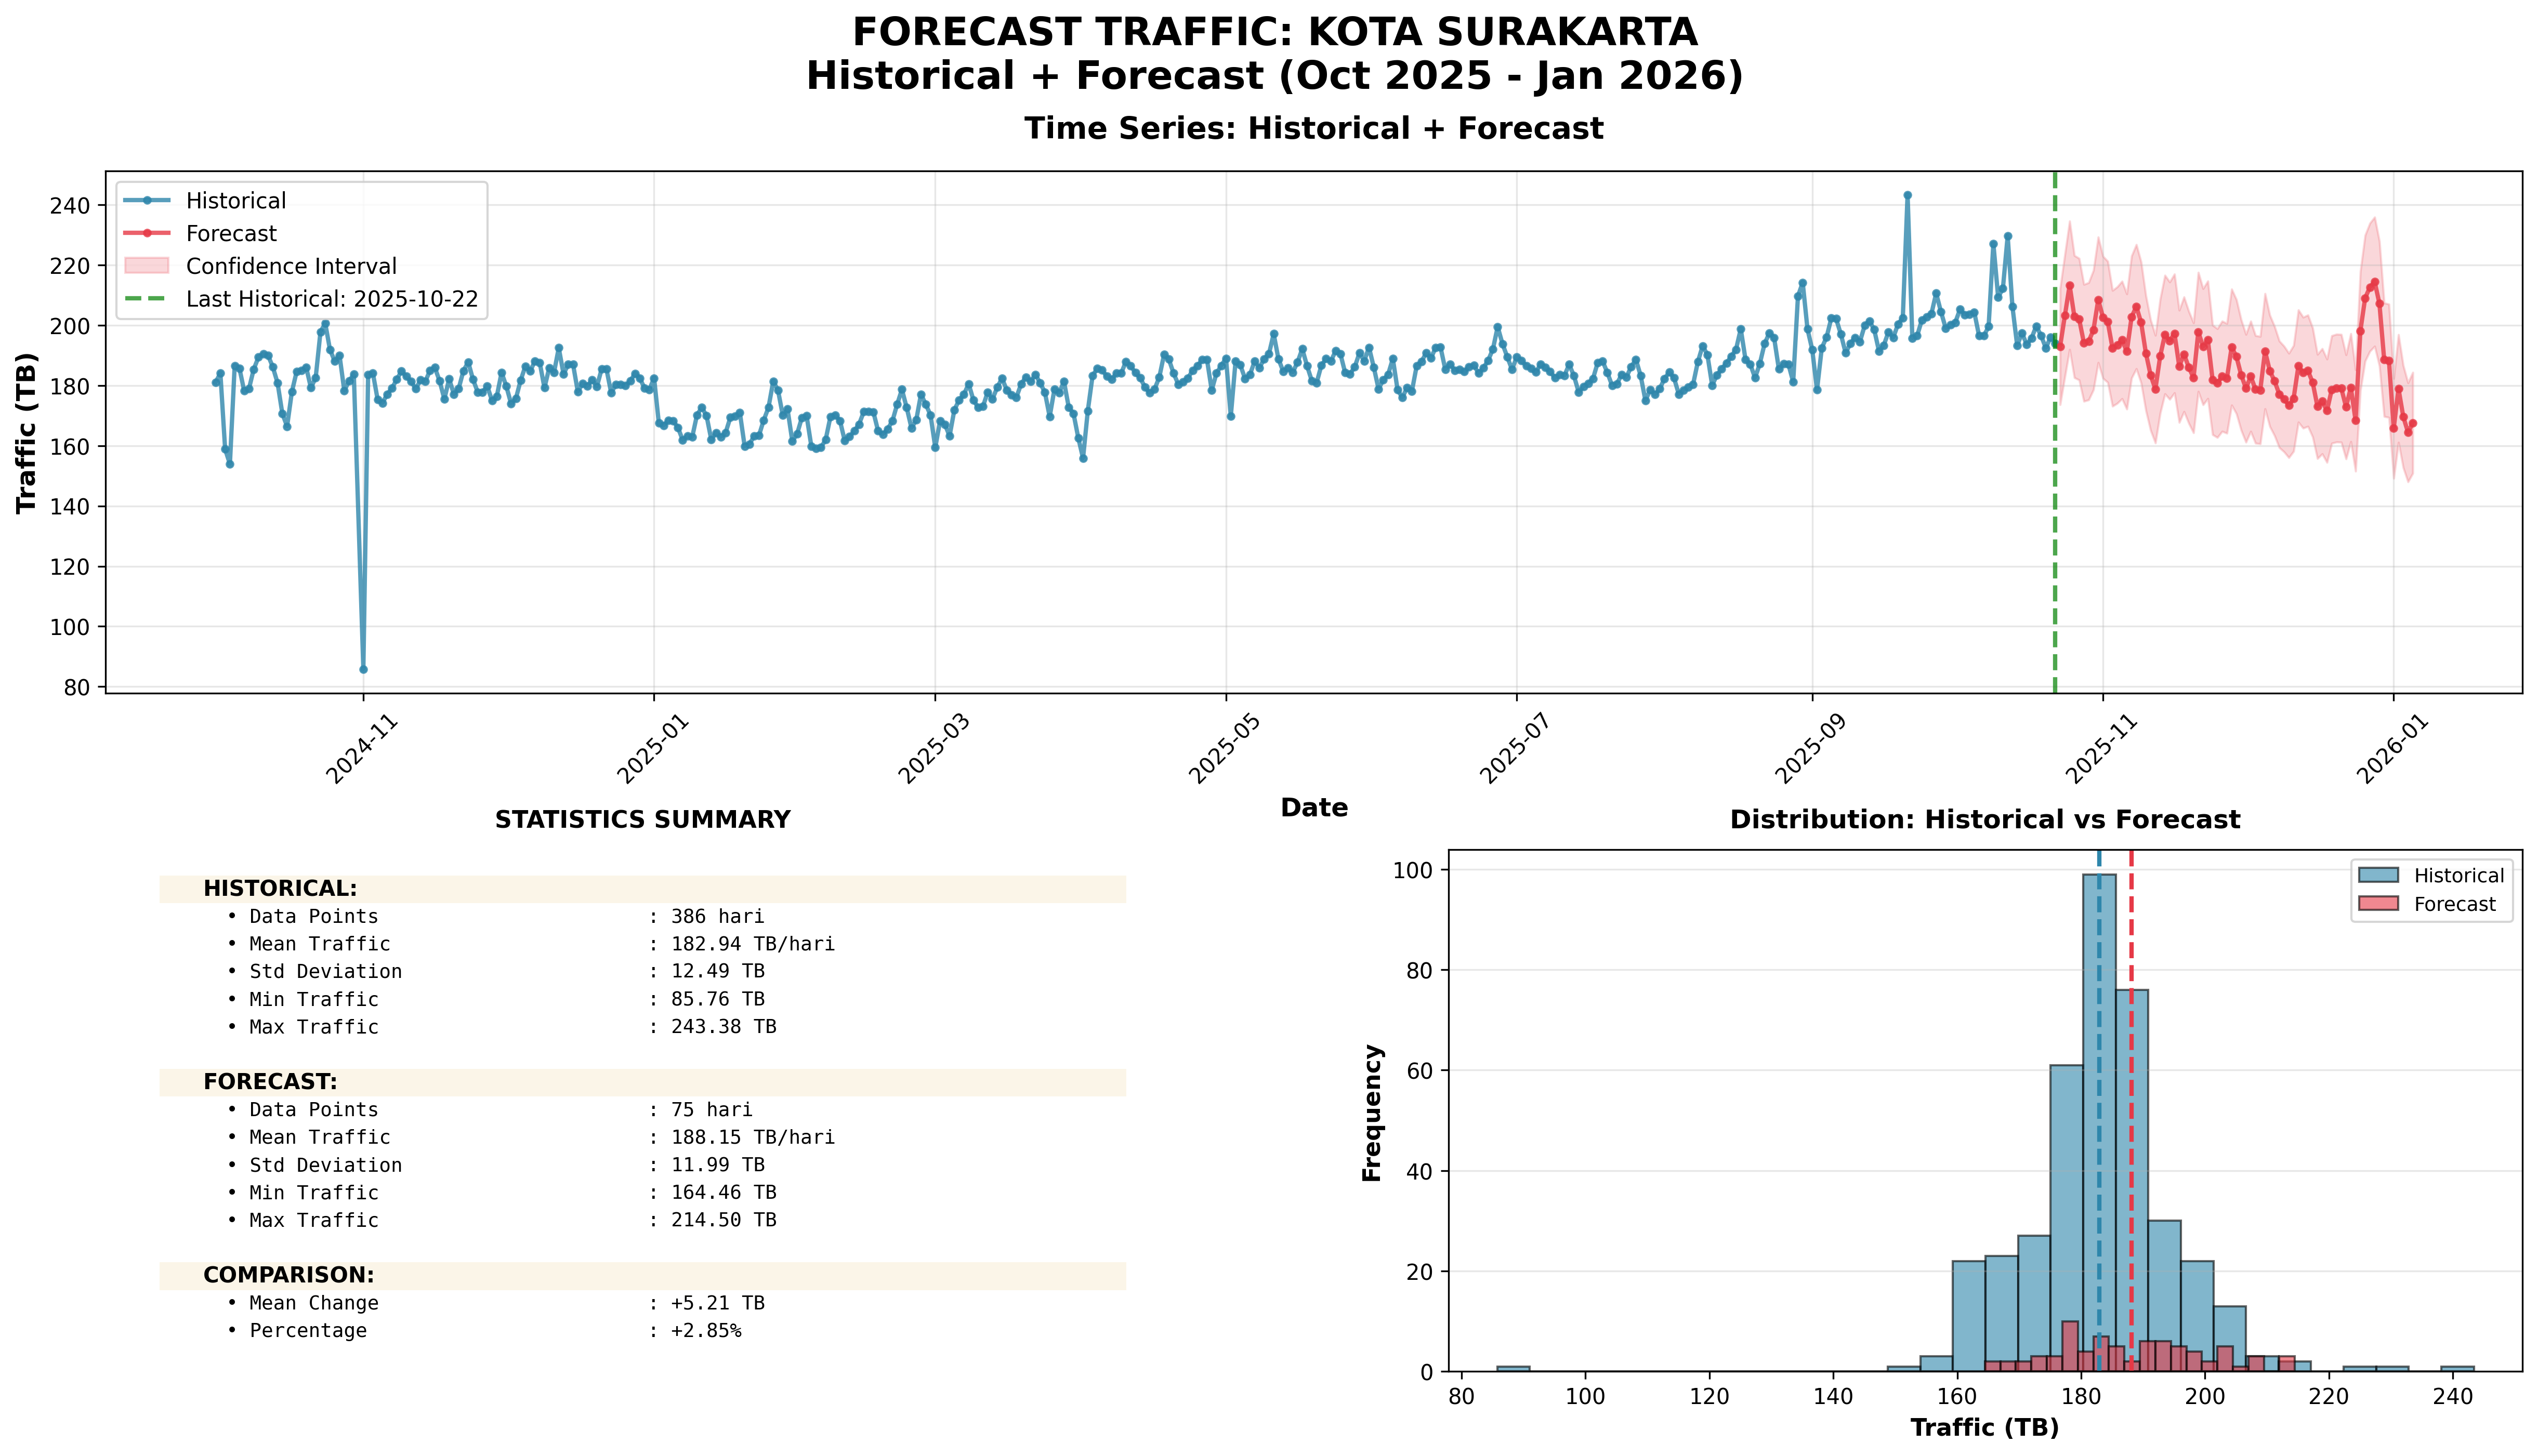 FORECAST TRAFFIC: KOTA SURAKARTA
Historical + Forecast (Oct 2025 - Jan 2026)
Time Series: Historical + Forecast
Historical
Forecast
Confidence Interval
Last Historical: 2025-10-22
Traffic (TB)
240
220
200
180
160
140
120
100
80
2024-11
2025-01
2025-03
2025-05
2025-07
2025-09
2025-11
2026-01
Date
STATISTICS SUMMARY
HISTORICAL:
• Data Points : 386 hari
• Mean Traffic : 182.94 TB/hari
• Std Deviation : 12.49 TB
• Min Traffic : 85.76 TB
• Max Traffic : 243.38 TB
FORECAST:
• Data Points : 75 hari
• Mean Traffic : 188.15 TB/hari
• Std Deviation : 11.99 TB
• Min Traffic : 164.46 TB
• Max Traffic : 214.50 TB
COMPARISON:
• Mean Change : +5.21 TB
• Percentage : +2.85%
Distribution: Historical vs Forecast
Historical
Forecast
Frequency
100
80
60
40
20
0
80 100 120 140 160 180 200 220 240
Traffic (TB)